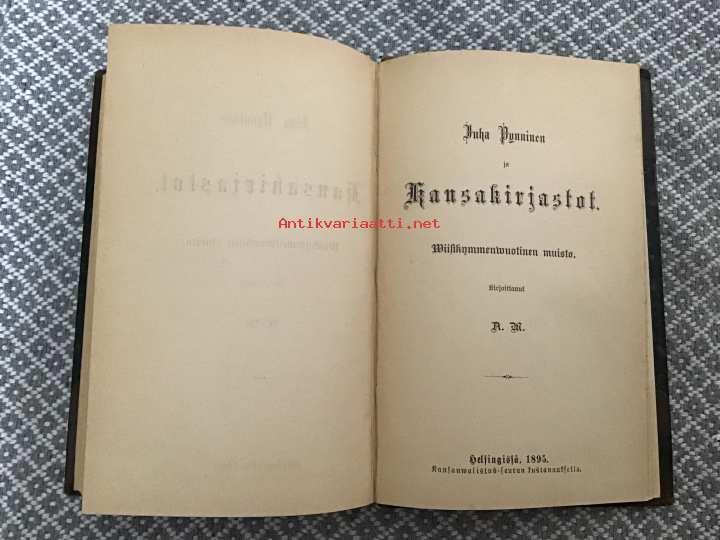 Juha Pynninen
ja
Kansakirjastot.
Antikvariaatti.net
Wiisikymmenwuotinen muisto.
Kirjoittanut
A. M.
Helsingissä, 1895.
Kansanwalistus-seuran kustannuksella.